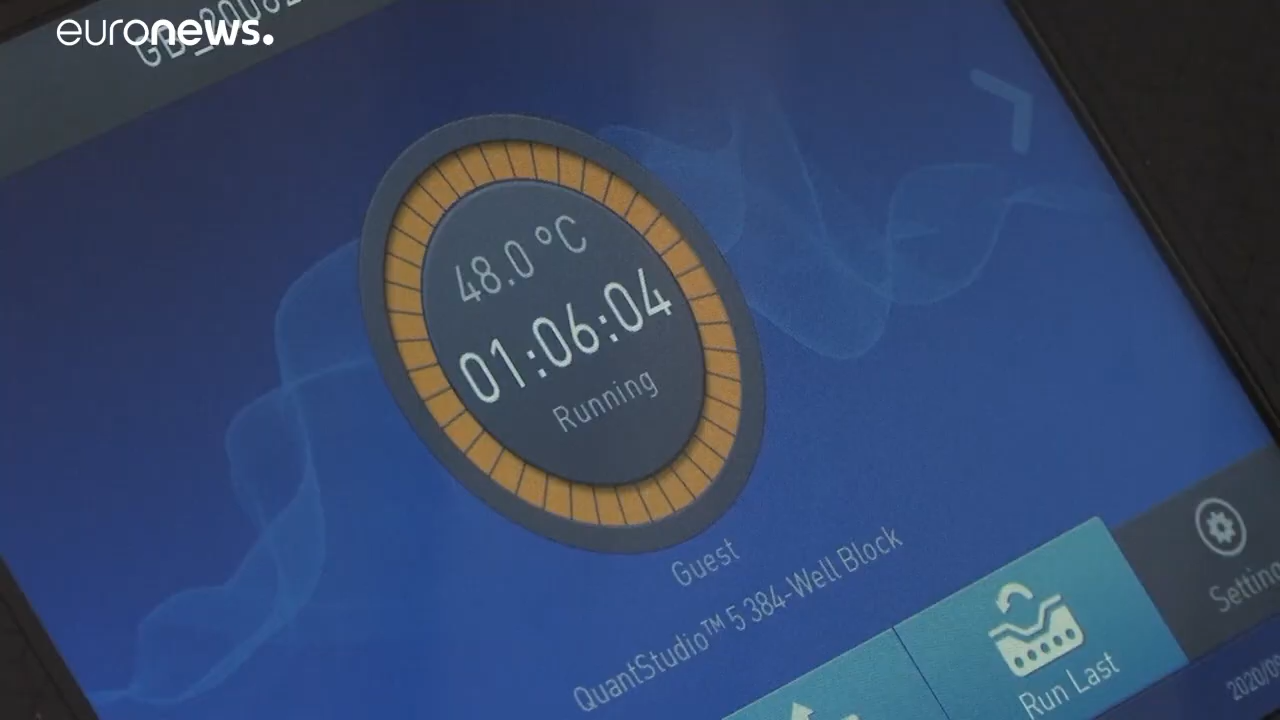 euronews.
48.0 °C
01:06:04
Running
Guest
QuantStudio™ 5 384-Well Block
Run Last